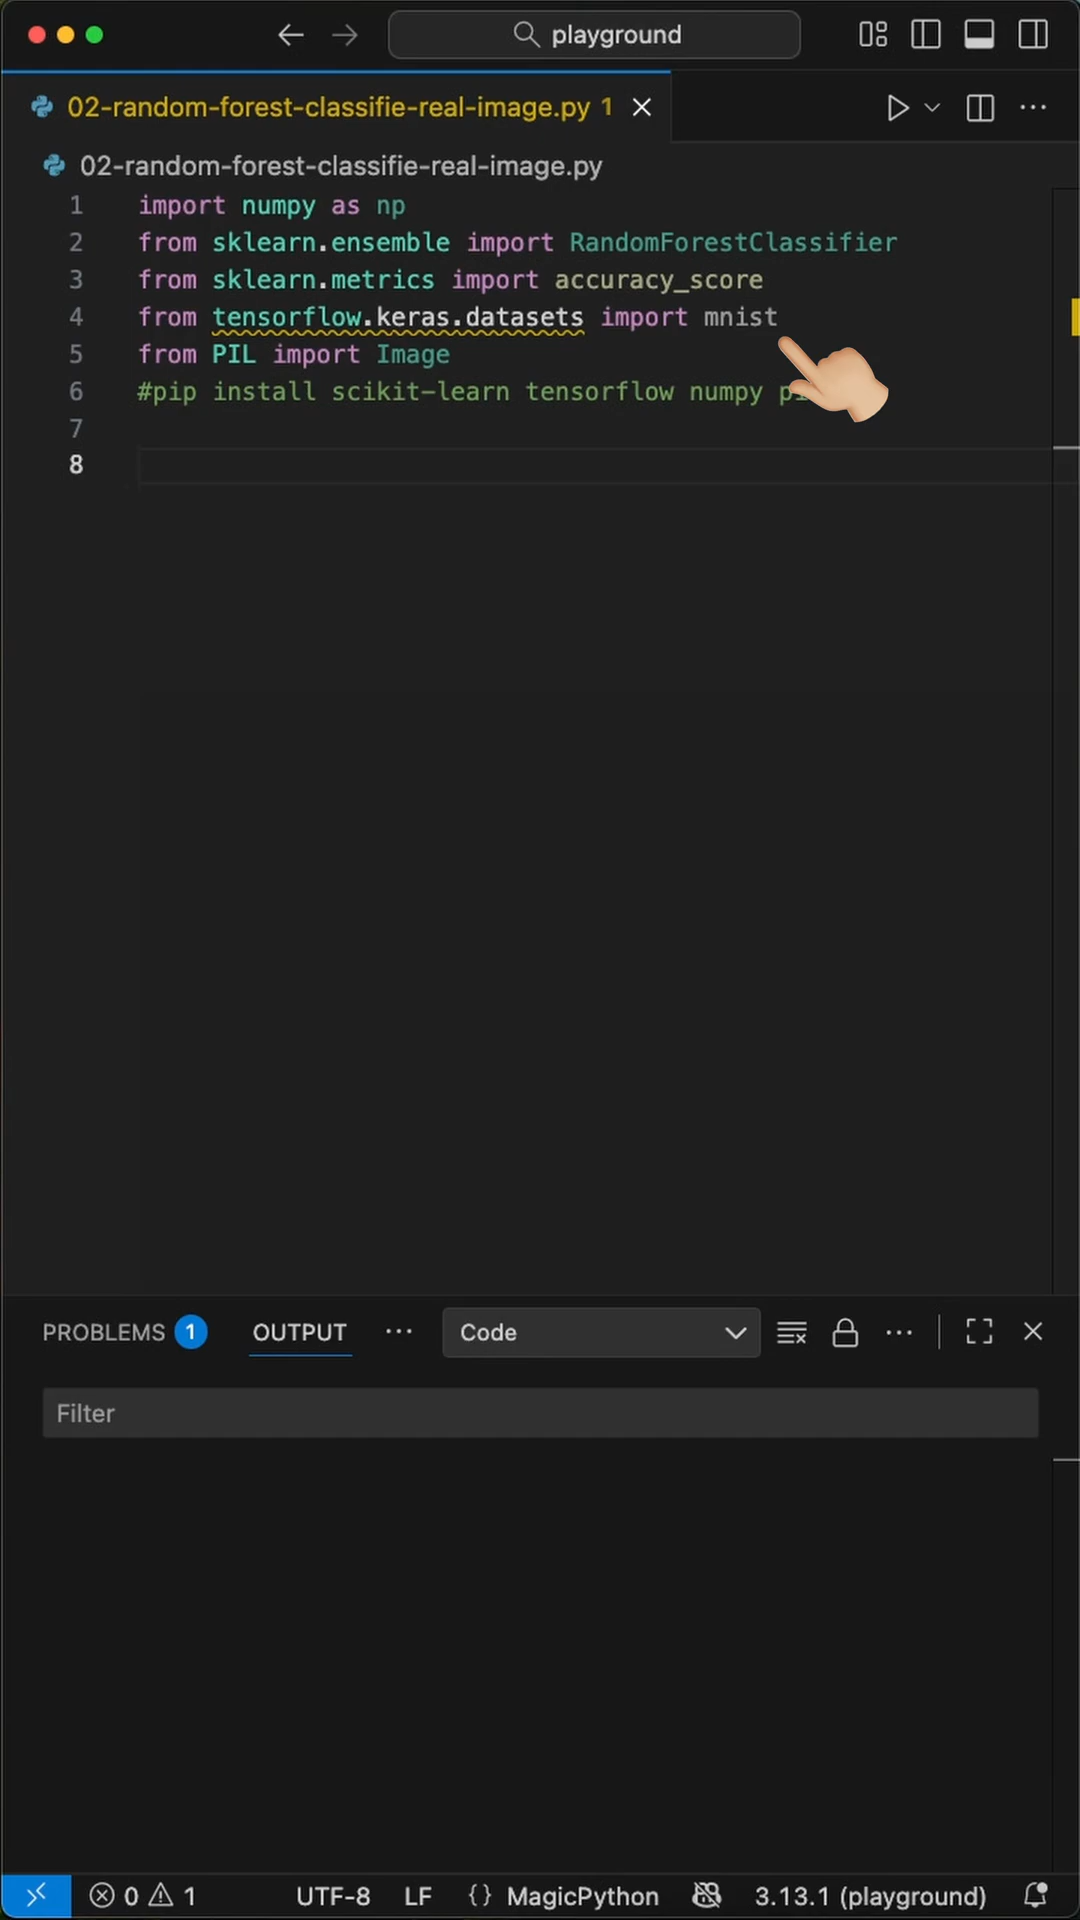 playground
02-random-forest-classifie-real-image.py 1
02-random-forest-classifie-real-image.py
1 import numpy as np
2 from sklearn.ensemble import RandomForestClassifier
3 from sklearn.metrics import accuracy_score
4 from tensorflow.keras.datasets import mnist
5 from PIL import Image
6 #pip install scikit-learn tensorflow numpy
7
8
PROBLEMS 1 OUTPUT ··· Code
Filter
0 1 UTF-8 LF {} MagicPython 3.13.1 (playground)